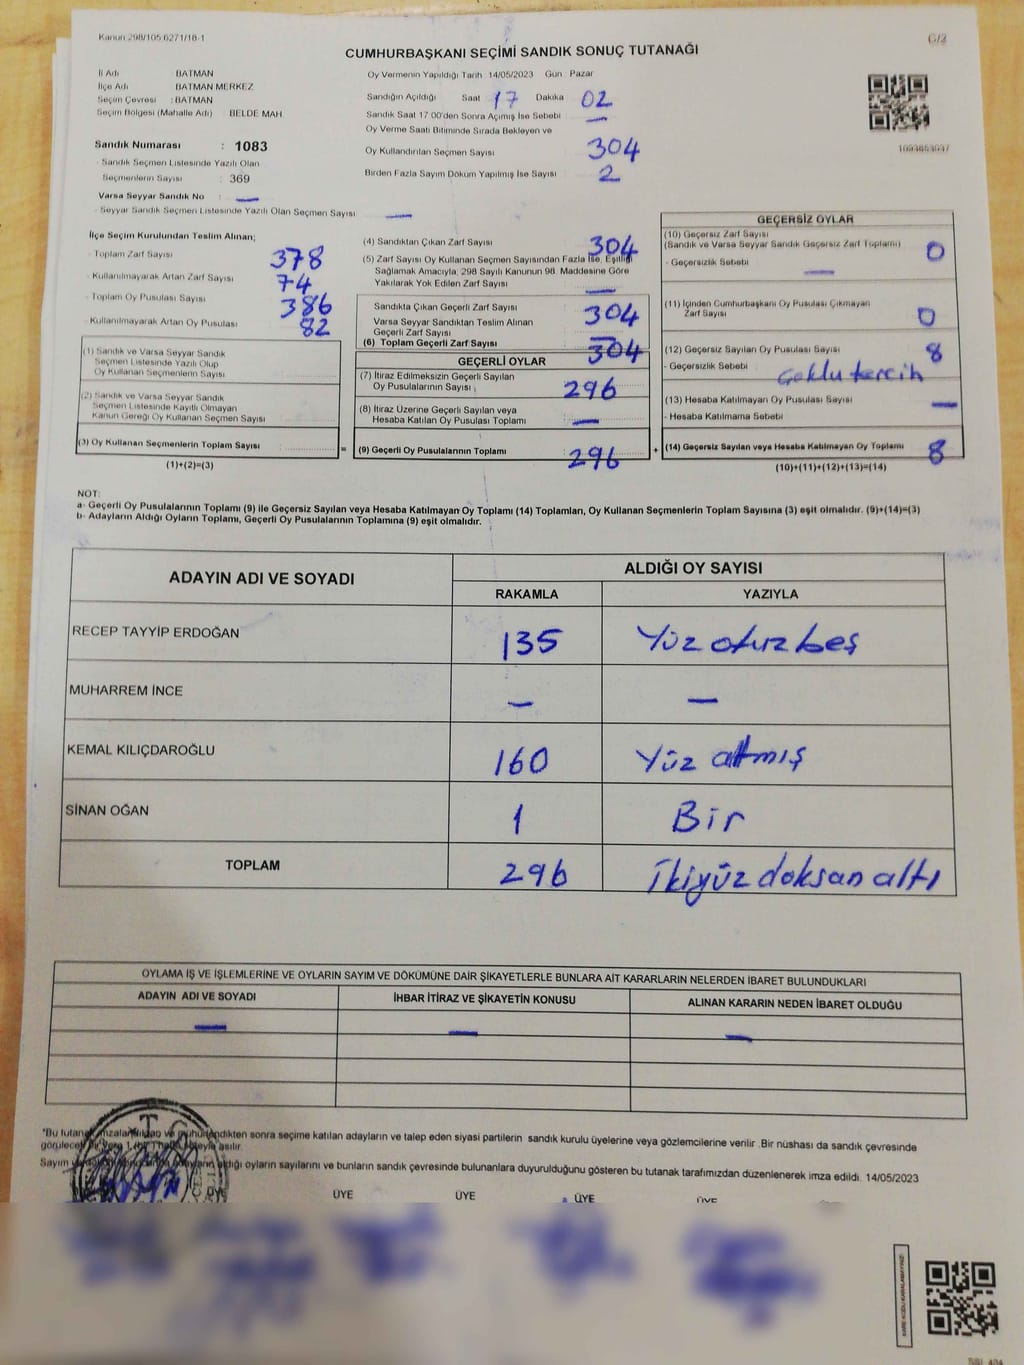 Kanun 298/105.6271/18-1
C/2
CUMHURBAŞKANI SEÇİMİ SANDIK SONUÇ TUTANAĞI
İl Adı BATMAN
İlçe Adı BATMAN MERKEZ
Seçim Çevresi : BATMAN
Seçim Bölgesi (Mahalle Adı) BELDE MAH
Sandık Numarası : 1083
- Sandık Seçmen Listesinde Yazılı Olan
Seçmenlerin Sayısı : 369
Varsa Seyyar Sandık No : —
- Seyyar Sandık Seçmen Listesinde Yazılı Olan Seçmen Sayısı —
Oy Vermenin Yapıldığı Tarih 14/05/2023 Gün Pazar
Sandığın Açıldığı Saat 17 Dakika 02
Sandık Saat 17 00'den Sonra Açımış İse Sebebi —
Oy Verme Saati Bitiminde Sırada Bekleyen ve
Oy Kullandırılan Seçmen Sayısı 304
Birden Fazla Sayım Döküm Yapılmış İse Sayısı 2
1093653037
İlçe Seçim Kurulundan Teslim Alınan;
- Toplam Zarf Sayısı 378
- Kullanılmayarak Artan Zarf Sayısı 74
- Toplam Oy Pusulası Sayısı 386
- Kullanılmayarak Artan Oy Pusulası 82
(1) Sandık ve Varsa Seyyar Sandık
Seçmen Listesinde Yazılı Olup
Oy Kullanan Seçmenlerin Sayısı
(2) Sandık ve Varsa Seyyar Sandık
Seçmen Listesinde Kayıtlı Olmayan
Kanun Gereği Oy Kullanan Seçmen Sayısı
(3) Oy Kullanan Seçmenlerin Toplam Sayısı =
(1)+(2)=(3)
(4) Sandıktan Çıkan Zarf Sayısı 304
(5) Zarf Sayısı Oy Kullanan Seçmen Sayısından Fazla İse, Eşitliği
Sağlamak Amacıyla, 298 Sayılı Kanunun 98. Maddesine Göre
Yakılarak Yok Edilen Zarf Sayısı —
Sandıkta Çıkan Geçerli Zarf Sayısı 304
Varsa Seyyar Sandıktan Teslim Alınan
Geçerli Zarf Sayısı —
(6) Toplam Geçerli Zarf Sayısı 304
GEÇERLİ OYLAR
(7) İtiraz Edilmeksizin Geçerli Sayılan
Oy Pusulalarının Sayısı 296
(8) İtiraz Üzerine Geçerli Sayılan veya
Hesaba Katılan Oy Pusulası Toplamı —
(9) Geçerli Oy Pusulalarının Toplamı 296 +
GEÇERSİZ OYLAR
(10) Geçersiz Zarf Sayısı
(Sandık ve Varsa Seyyar Sandık Geçersiz Zarf Toplamı) 0
- Geçersizlik Sebebi —
(11) İçinden Cumhurbaşkanı Oy Pusulası Çıkmayan
Zarf Sayısı 0
(12) Geçersiz Sayılan Oy Pusulası Sayısı 8
- Geçersizlik Sebebi Çoklu tercih
(13) Hesaba Katılmayan Oy Pusulası Sayısı —
- Hesaba Katılmama Sebebi
(14) Geçersiz Sayılan veya Hesaba Katılmayan Oy Toplamı 8
(10)+(11)+(12)+(13)=(14)
NOT:
a- Geçerli Oy Pusulalarının Toplamı (9) ile Geçersiz Sayılan veya Hesaba Katılmayan Oy Toplamı (14) Toplamları, Oy Kullanan Seçmenlerin Toplam Sayısına (3) eşit olmalıdır. (9)+(14)=(3)
b- Adayların Aldığı Oyların Toplamı, Geçerli Oy Pusulalarının Toplamına (9) eşit olmalıdır.
ADAYIN ADI VE SOYADI ALDIĞI OY SAYISI
RAKAMLA YAZIYLA
RECEP TAYYİP ERDOĞAN 135 Yüz otuz beş
MUHARREM İNCE — —
KEMAL KILIÇDAROĞLU 160 Yüz altmış
SİNAN OĞAN 1 Bir
TOPLAM 296 İkiyüz doksan altı
OYLAMA İŞ VE İŞLEMLERİNE VE OYLARIN SAYIM VE DÖKÜMÜNE DAİR ŞİKAYETLERLE BUNLARA AİT KARARLARIN NELERDEN İBARET BULUNDUKLARI
ADAYIN ADI VE SOYADI İHBAR İTİRAZ VE ŞİKAYETİN KONUSU ALINAN KARARIN NEDEN İBARET OLDUĞU
— — —
"Bu tutanak sonra seçime katılan adayların ve talep eden siyasi partilerin sandık kurulu üyelerine veya gözlemcilerine verilir. Bir nüshası da sandık çevresinde
görülecek asılır.
Sayım aldığı oyların sayılarını ve bunların sandık çevresinde bulunanlara duyurulduğunu gösteren bu tutanak tarafımızdan düzenlenerek imza edildi. 14/05/2023
ÜYE ÜYE ÜYE ÜYE